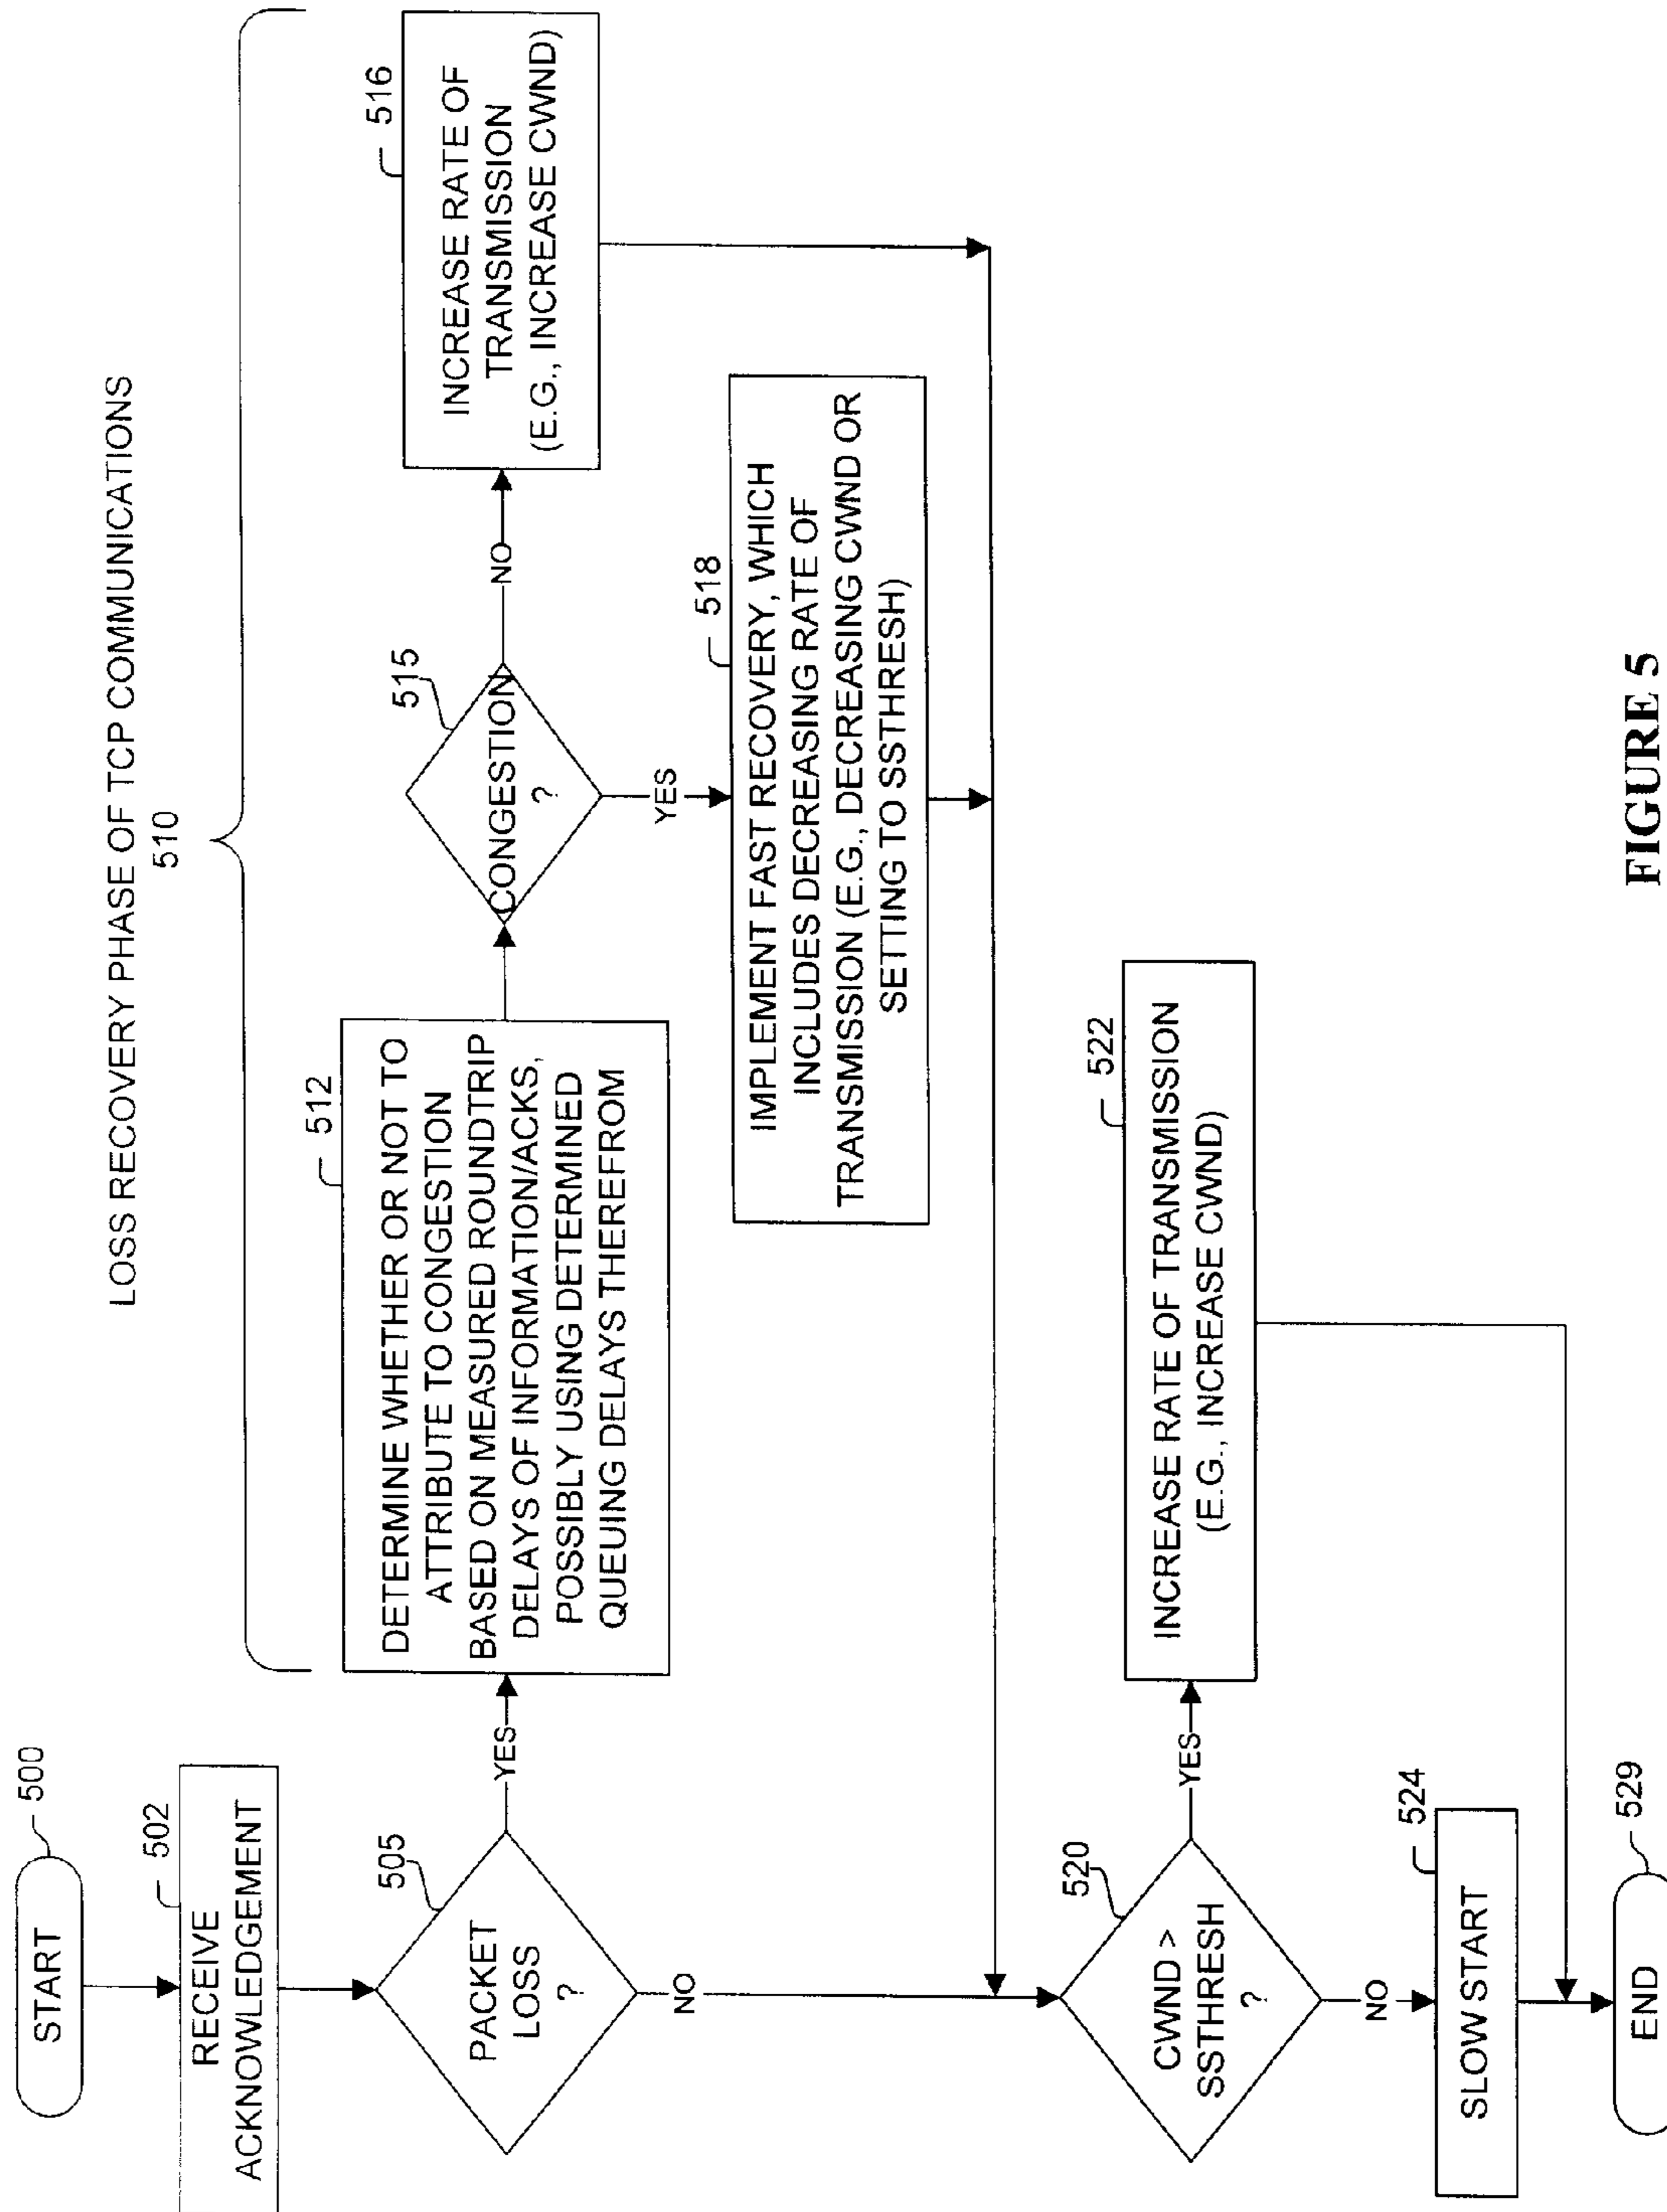 LOSS RECOVERY PHASE OF TCP COMMUNICATIONS
510
START
500
RECEIVE
ACKNOWLEDGEMENT
502
PACKET
LOSS
?
505
YES
NO
DETERMINE WHETHER OR NOT TO
ATTRIBUTE TO CONGESTION
BASED ON MEASURED ROUNDTRIP
DELAYS OF INFORMATION/ACKS,
POSSIBLY USING DETERMINED
QUEUING DELAYS THEREFROM
512
CONGESTION
?
515
NO
YES
INCREASE RATE OF
TRANSMISSION
(E.G., INCREASE CWND)
516
IMPLEMENT FAST RECOVERY, WHICH
INCLUDES DECREASING RATE OF
TRANSMISSION (E.G., DECREASING CWND OR
SETTING TO SSTHRESH)
518
CWND >
SSTHRESH
?
520
YES
NO
INCREASE RATE OF TRANSMISSION
(E.G., INCREASE CWND)
522
SLOW START
524
END
529
FIGURE 5